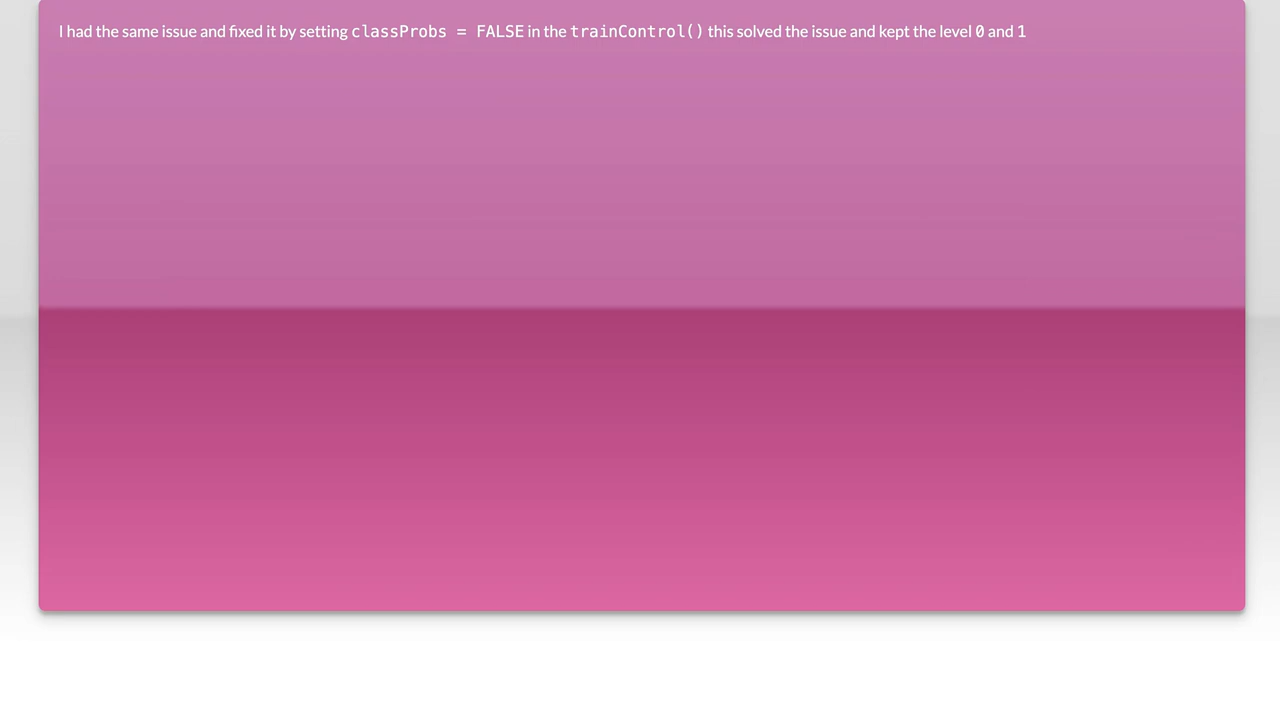 I had the same issue and fixed it by setting classProbs = FALSE in the trainControl() this solved the issue and kept the level 0 and 1